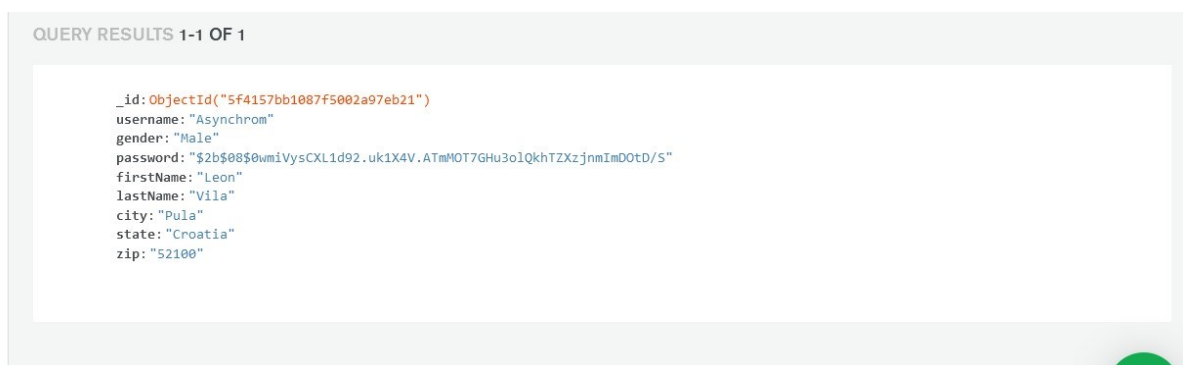 QUERY RESULTS 1-1 OF 1
_id: ObjectId("5f4157bb1087f5002a97eb21")
username: "Asynchrom"
gender: "Male"
password: "$2b$08$0wmiVysCXL1d92.uk1X4V.ATmMOT7GHu3olQkhTZXzjnmImDOtD/S"
firstName: "Leon"
lastName: "Vila"
city: "Pula"
state: "Croatia"
zip: "52100"